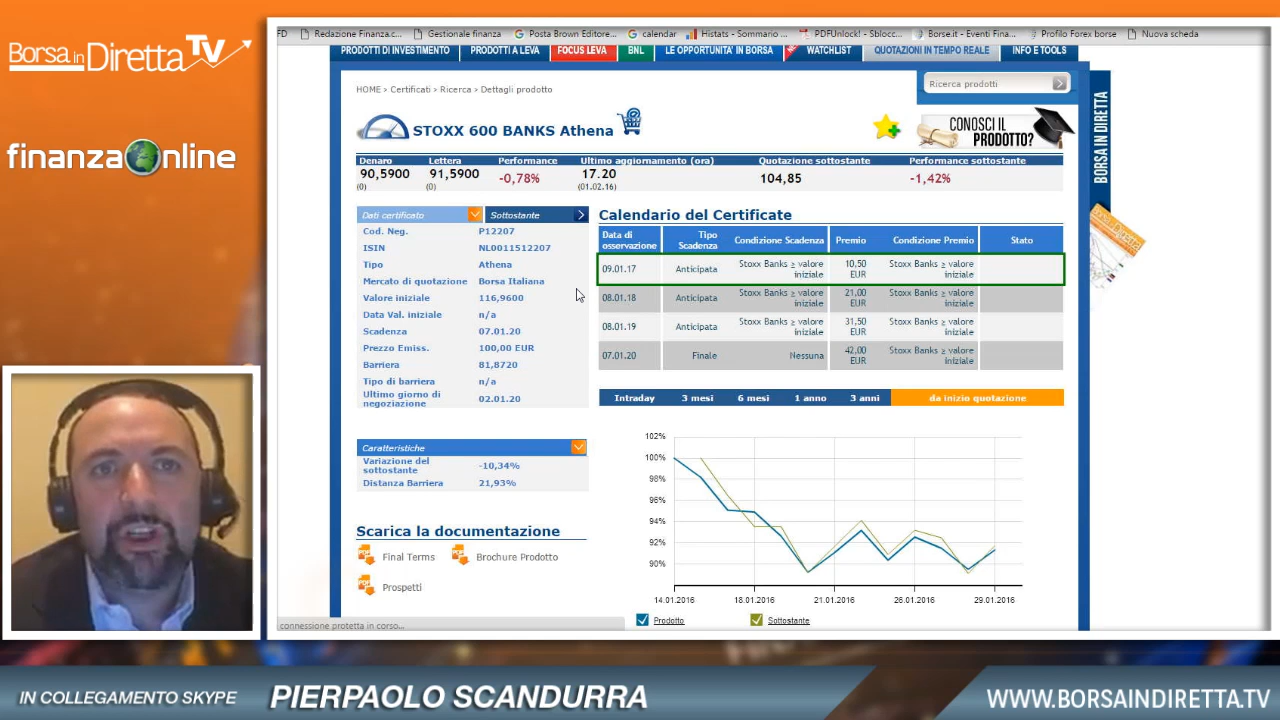 Borsa in Diretta TV
finanzaonline
FD Redazione Finanza.c... Gestionale finanza Posta Brown Editore... calendar Histats - Sommario ... PDFUnlock! - Sblocc... Borse.it - Eventi Fina... Profilo Forex borse Nuova scheda
PRODOTTI DI INVESTIMENTO PRODOTTI A LEVA FOCUS LEVA BNL LE OPPORTUNITA' IN BORSA WATCHLIST QUOTAZIONI IN TEMPO REALE INFO E TOOLS
Ricerca prodotti
HOME > Certificati > Ricerca > Dettagli prodotto
STOXX 600 BANKS Athena
CONOSCI IL
PRODOTTO?
BORSA IN DIRETTA
Denaro Lettera Performance Ultimo aggiornamento (ora) Quotazione sottostante Performance sottostante
90,5900 91,5900 -0,78% 17.20 104,85 -1,42%
(0) (0) (01.02.16)
Dati certificato Sottostante
Cod. Neg. P12207
ISIN NL0011512207
Tipo Athena
Mercato di quotazione Borsa Italiana
Valore iniziale 116,9600
Data Val. iniziale n/a
Scadenza 07.01.20
Prezzo Emiss. 100,00 EUR
Barriera 81,8720
Tipo di barriera n/a
Ultimo giorno di
negoziazione 02.01.20
Calendario del Certificate
Data di
osservazione Tipo
Scadenza Condizione Scadenza Premio Condizione Premio Stato
09.01.17 Anticipata Stoxx Banks ≥ valore
iniziale 10,50
EUR Stoxx Banks ≥ valore
iniziale
08.01.18 Anticipata Stoxx Banks ≥ valore
iniziale 21,00
EUR Stoxx Banks ≥ valore
iniziale
08.01.19 Anticipata Stoxx Banks ≥ valore
iniziale 31,50
EUR Stoxx Banks ≥ valore
iniziale
07.01.20 Finale Nessuna 42,00
EUR Stoxx Banks ≥ valore
iniziale
Intraday 3 mesi 6 mesi 1 anno 3 anni da inizio quotazione
Caratteristiche
Variazione del
sottostante -10,34%
Distanza Barriera 21,93%
Scarica la documentazione
PDF Final Terms PDF Brochure Prodotto
PDF Prospetti
102%
100%
98%
96%
94%
92%
90%
14.01.2016 18.01.2016 21.01.2016 26.01.2016 29.01.2016
Prodotto Sottostante
connessione protetta in corso...
IN COLLEGAMENTO SKYPE PIERPAOLO SCANDURRA WWW.BORSAINDIRETTA.TV